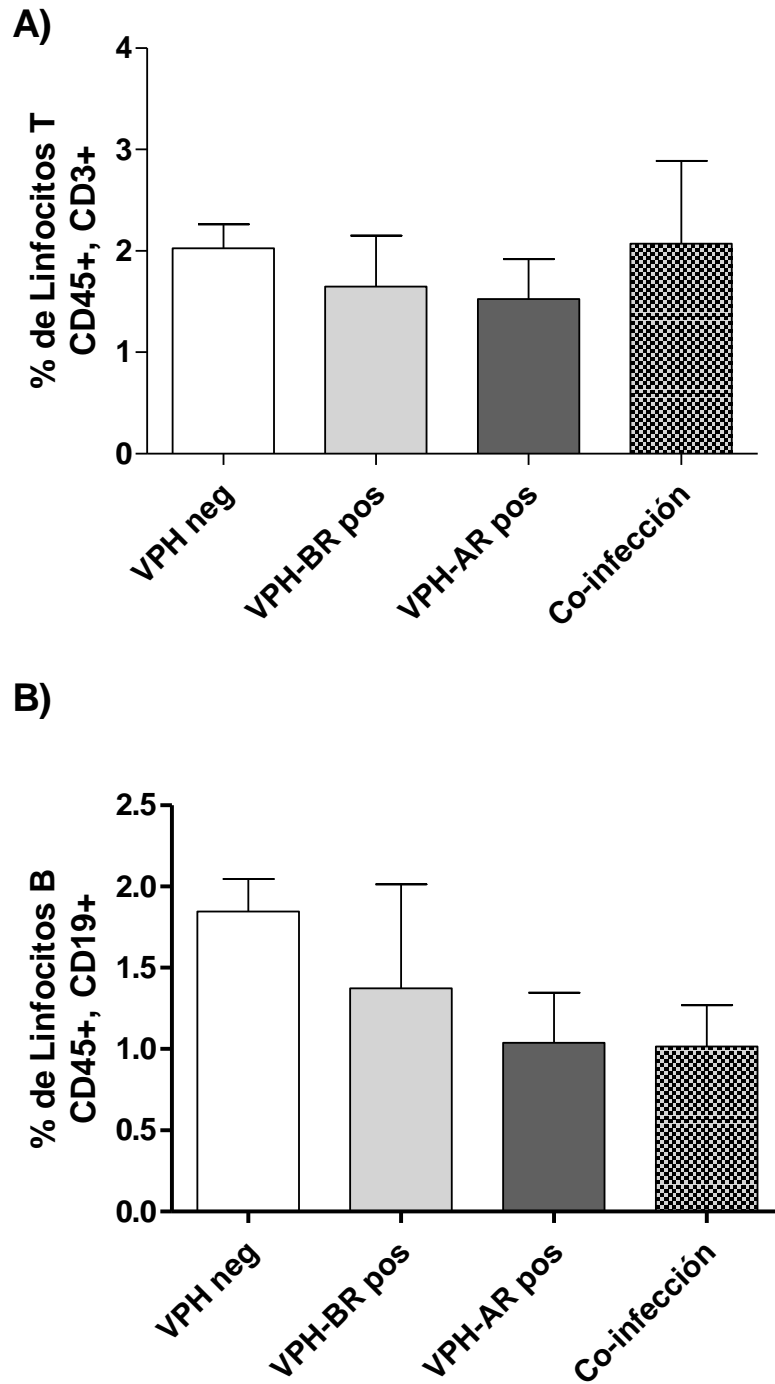 A)
% de Linfocitos T
CD45+, CD3+
4
3
2
1
0
VPH neg
VPH-BR pos
VPH-AR pos
Co-infección
B)
% de Linfocitos B
CD45+, CD19+
2.5
2.0
1.5
1.0
0.5
0.0
VPH neg
VPH-BR pos
VPH-AR pos
Co-infección